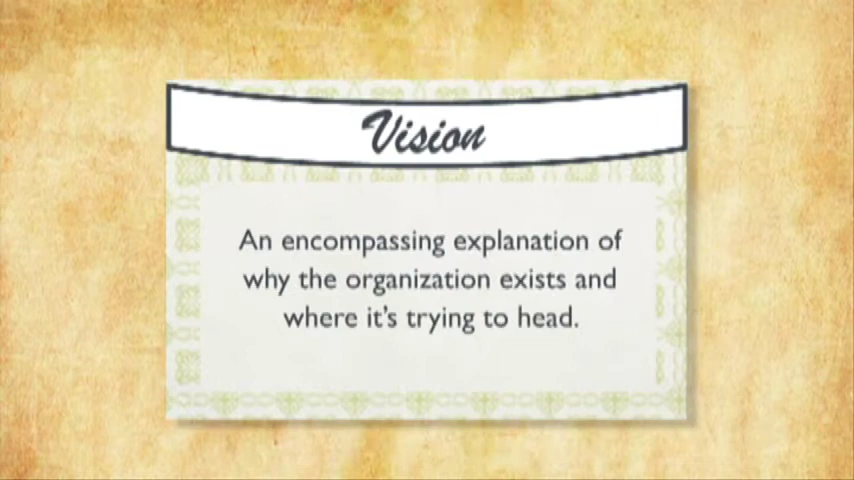 Vision
An encompassing explanation of
why the organization exists and
where it's trying to head.